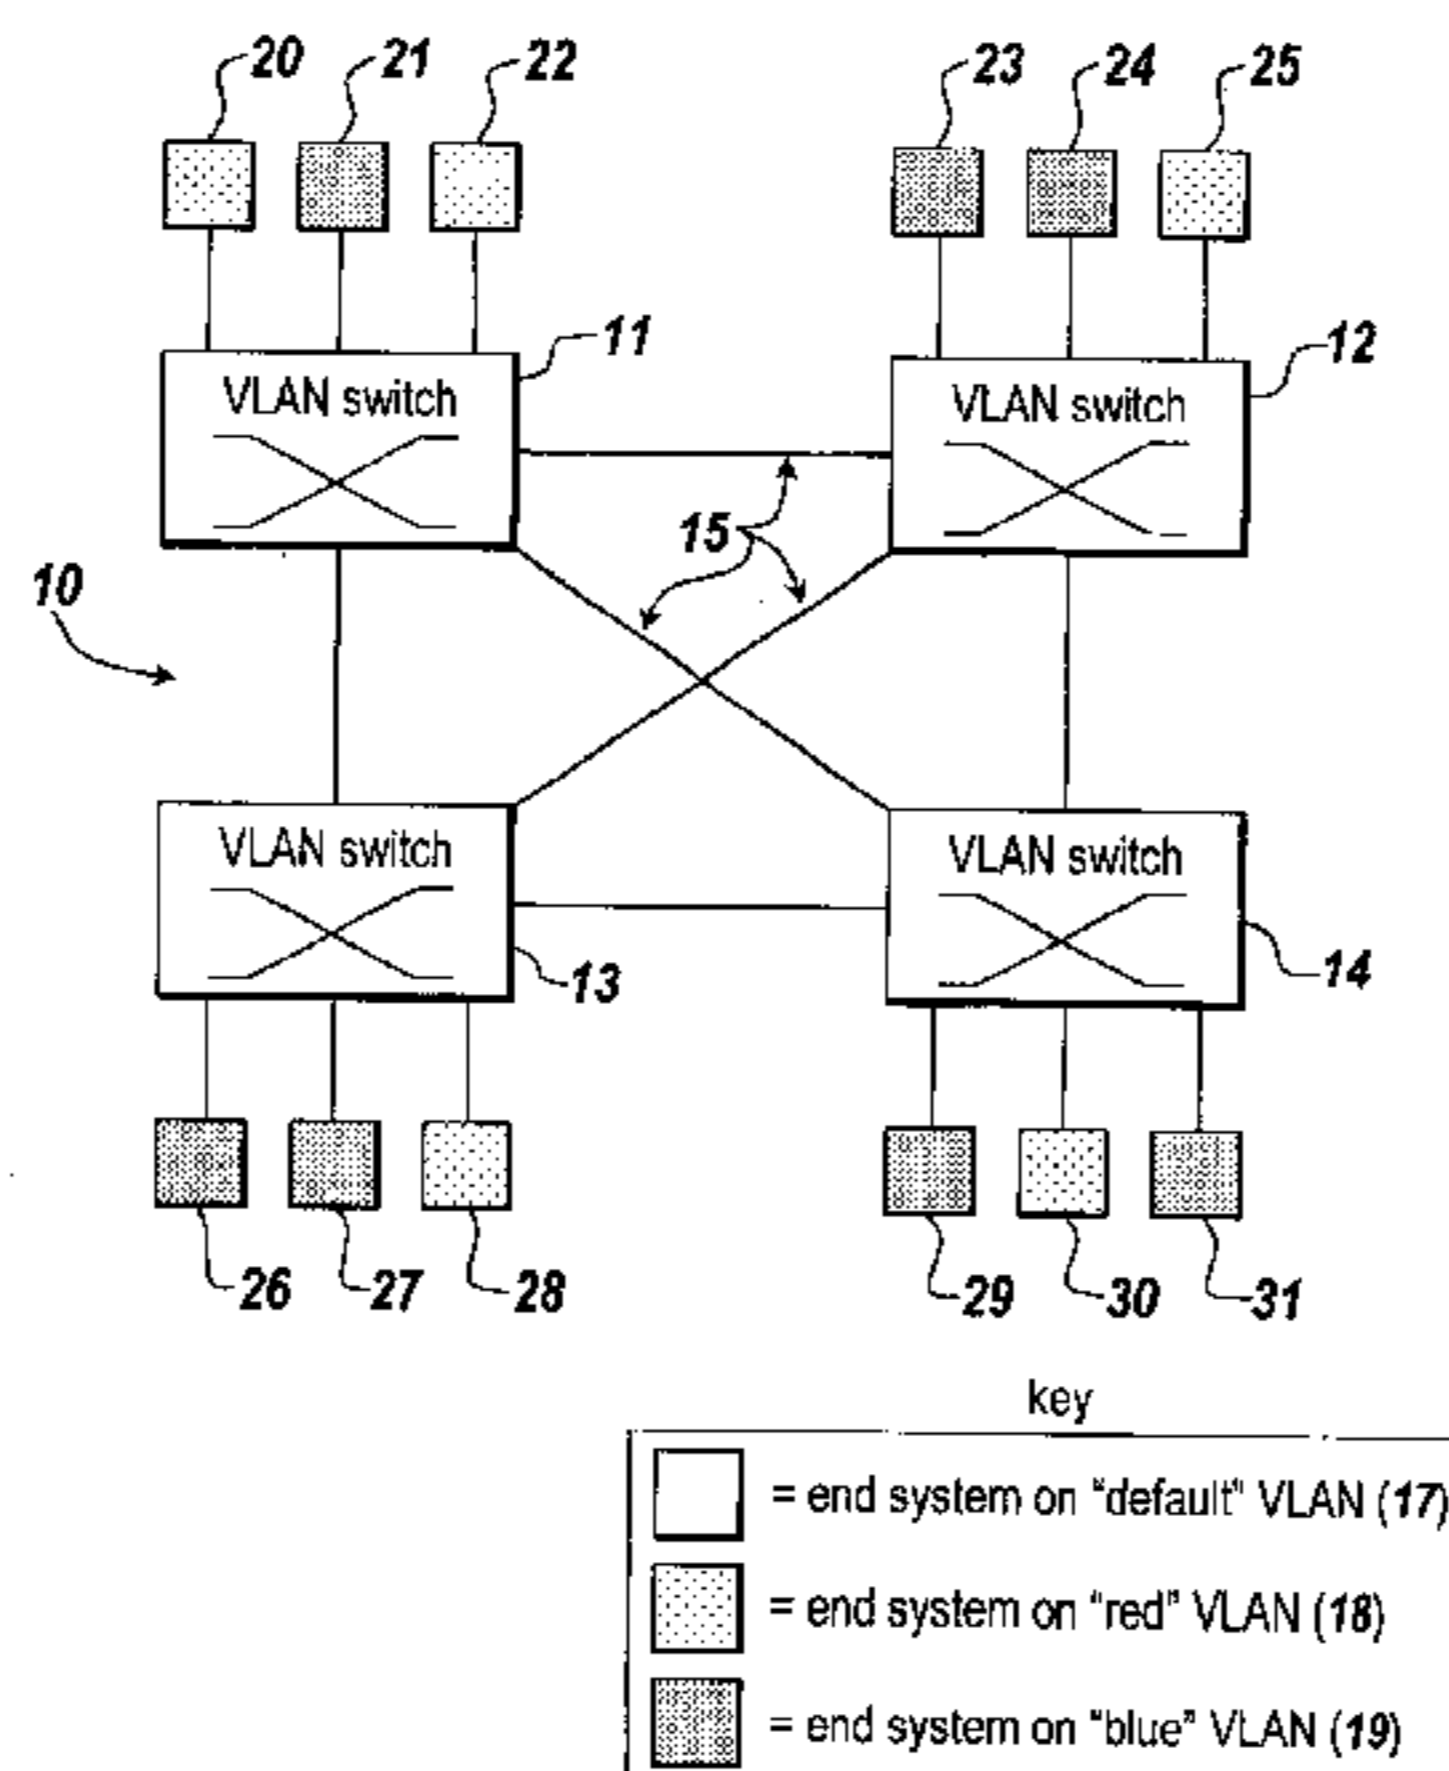 20 21 22 23 24 25
11 12
VLAN switch VLAN switch
15
10
VLAN switch VLAN switch
13 14
26 27 28 29 30 31
key
= end system on "default" VLAN (17)
= end system on "red" VLAN (18)
= end system on "blue" VLAN (19)